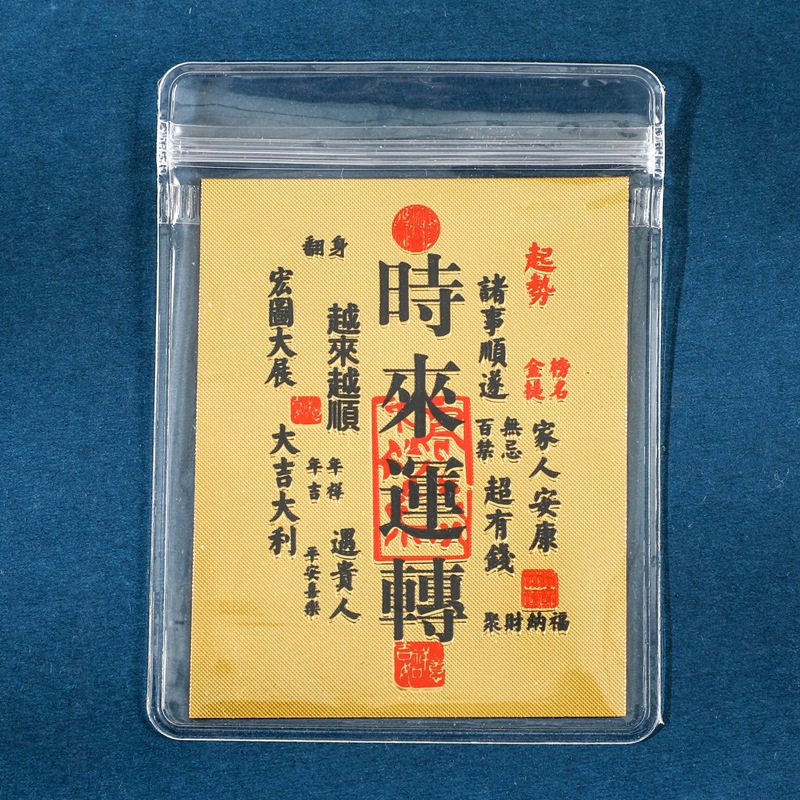 起勢
金榜
提名
家人安康
諸事順遂
百無
禁忌
超有錢
聚財納福
時來運轉
翻身
越來越順
年年
吉祥
遇貴人
平安喜樂
宏圖大展
大吉大利